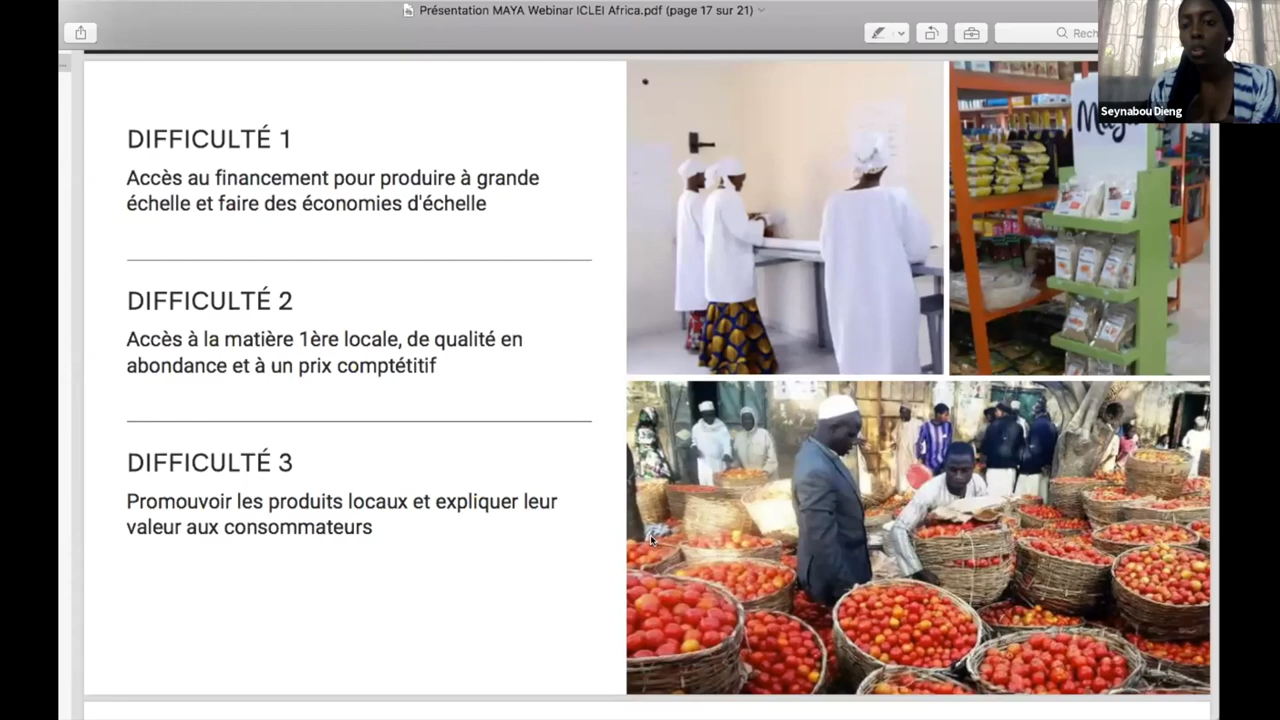 Présentation MAYA Webinar ICLEI Africa.pdf (page 17 sur 21)
Rech
Seynabou Dieng
DIFFICULTÉ 1
Accès au financement pour produire à grande
échelle et faire des économies d'échelle
DIFFICULTÉ 2
Accès à la matière 1ère locale, de qualité en
abondance et à un prix comptétitif
DIFFICULTÉ 3
Promouvoir les produits locaux et expliquer leur
valeur aux consommateurs